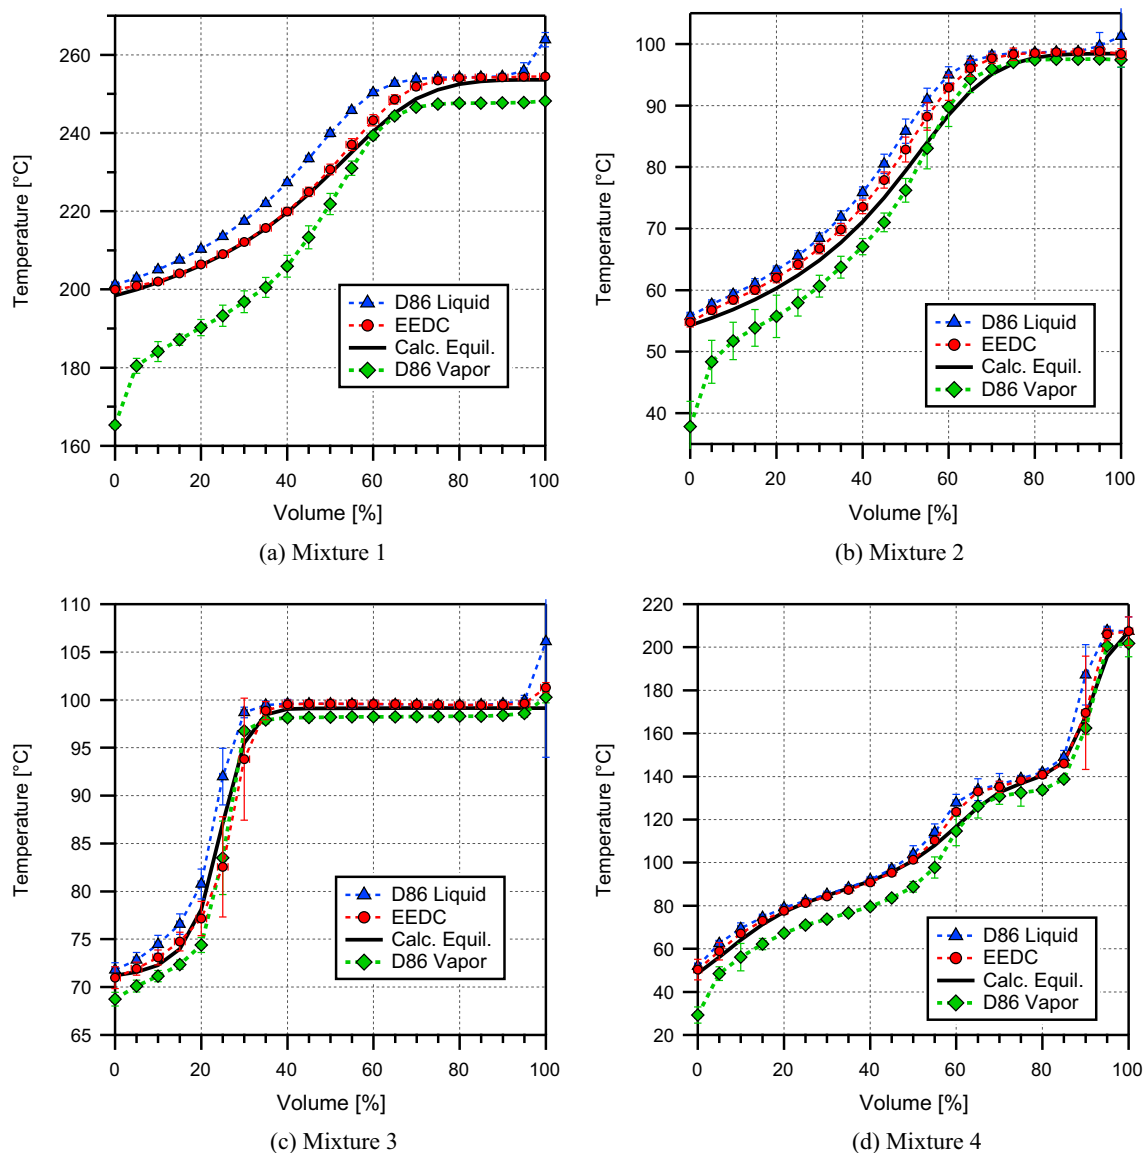 260
240
220
200
180
160
Temperature [°C]
D86 Liquid
EEDC
Calc. Equil.
D86 Vapor
0 20 40 60 80 100
Volume [%]
(a) Mixture 1
100
90
80
70
60
50
40
Temperature [°C]
D86 Liquid
EEDC
Calc. Equil.
D86 Vapor
0 20 40 60 80 100
Volume [%]
(b) Mixture 2
110
105
100
95
90
85
80
75
70
65
Temperature [°C]
D86 Liquid
EEDC
Calc. Equil.
D86 Vapor
0 20 40 60 80 100
Volume [%]
(c) Mixture 3
220
200
180
160
140
120
100
80
60
40
20
Temperature [°C]
D86 Liquid
EEDC
Calc. Equil.
D86 Vapor
0 20 40 60 80 100
Volume [%]
(d) Mixture 4